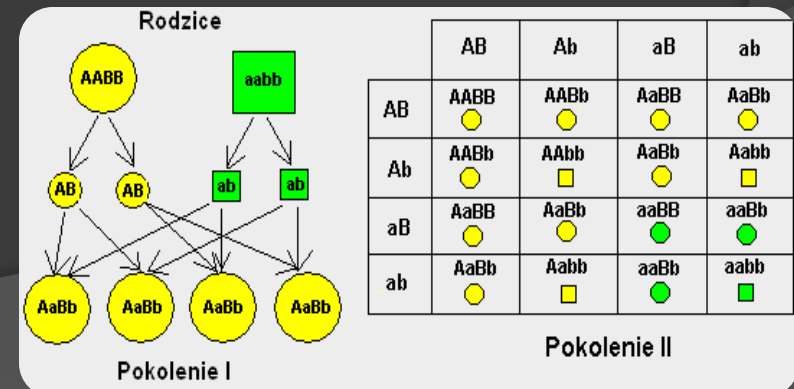 Rodzice
AABB aabb
AB AB ab ab
AaBb AaBb AaBb AaBb
Pokolenie I
AB Ab aB ab
AB AABB AABb AaBB AaBb
Ab AABb AAbb AaBb Aabb
aB AaBB AaBb aaBB aaBb
ab AaBb Aabb aaBb aabb
Pokolenie II